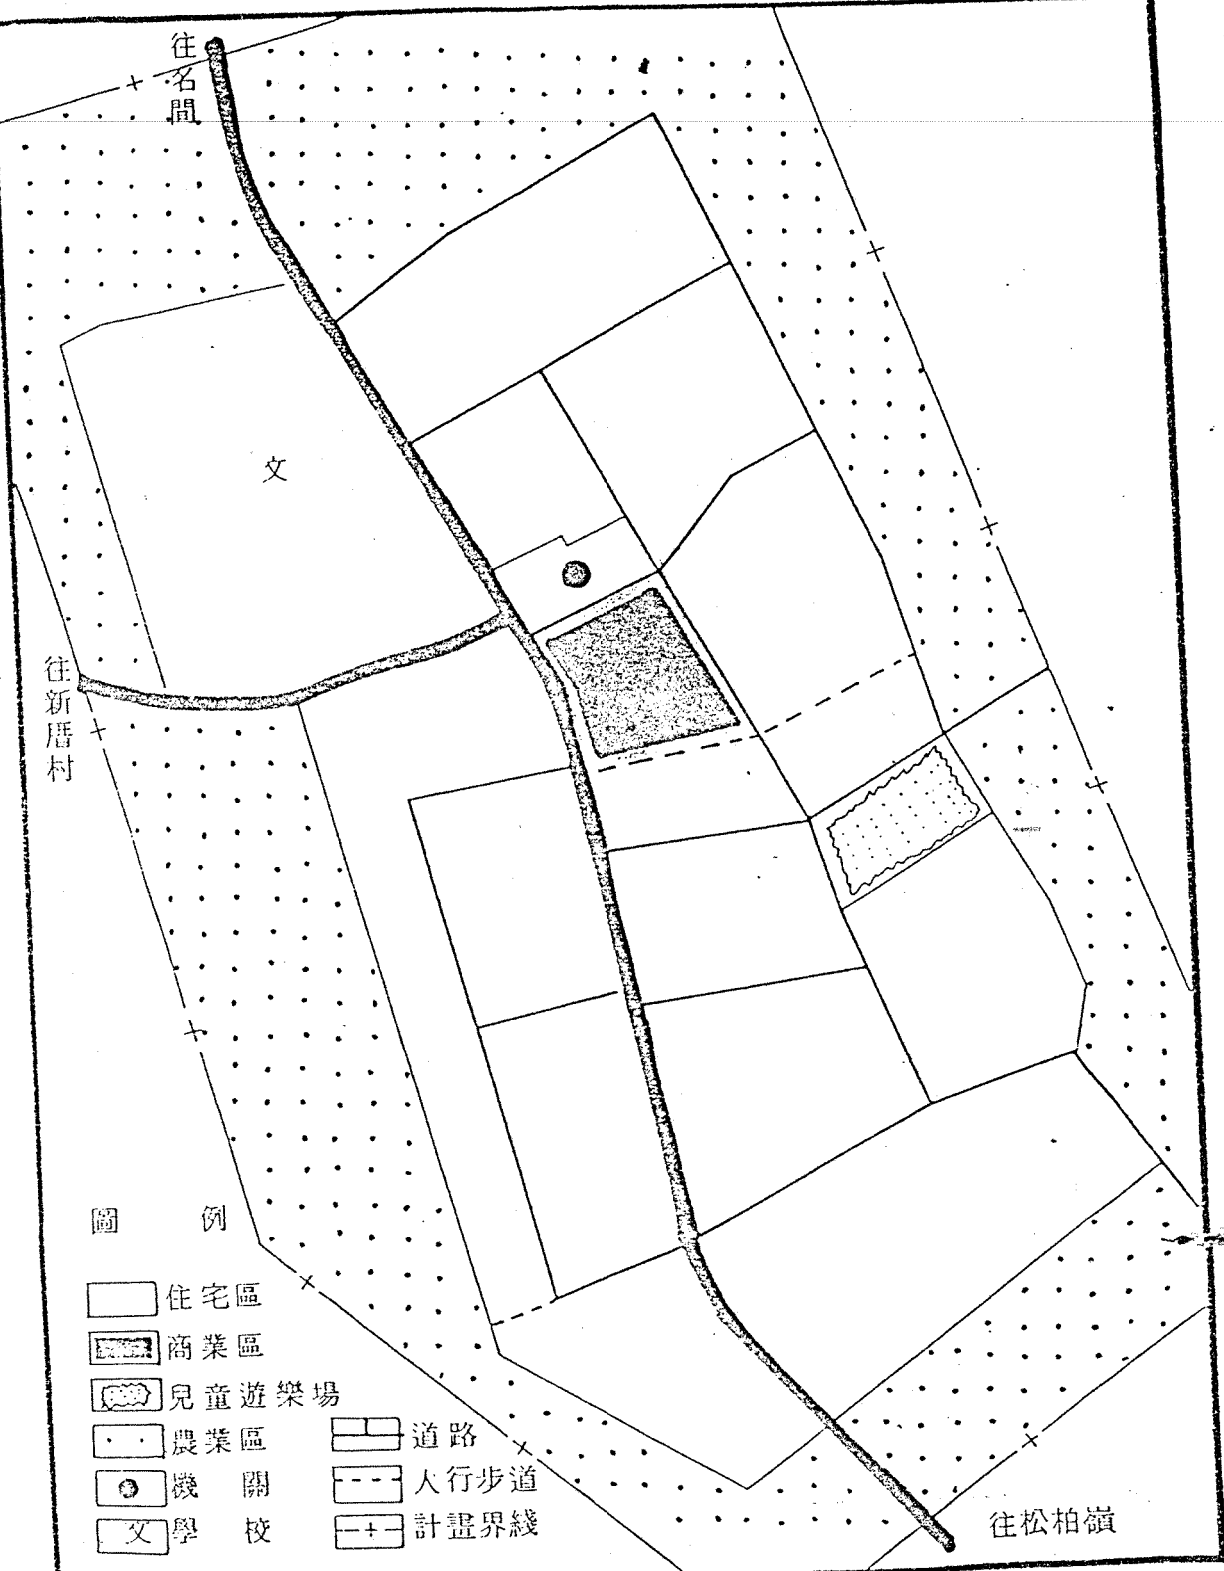 往名間
文
往新厝村
圖例
住宅區
商業區
兒童遊樂場
農業區
道路
機關
人行步道
文 學校
計畫界綫
往松柏嶺